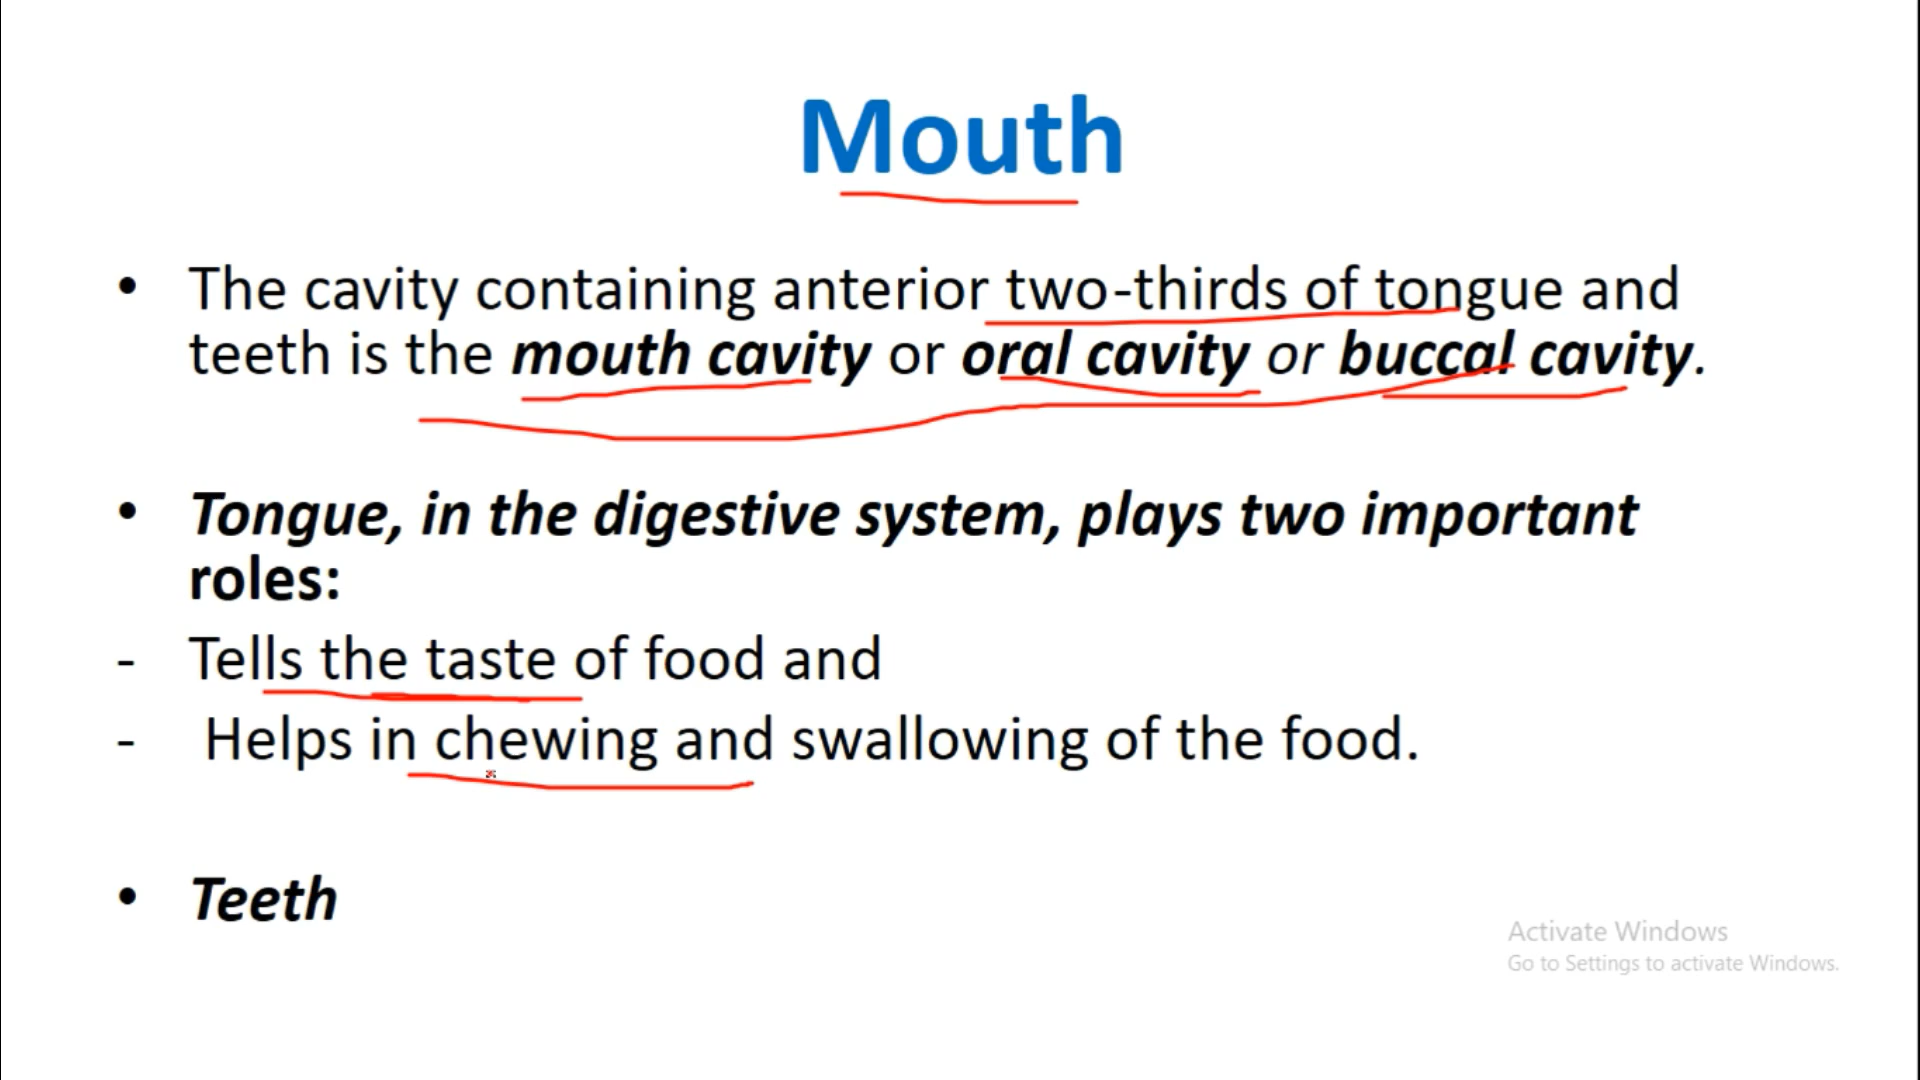 Mouth
• The cavity containing anterior two-thirds of tongue and
teeth is the mouth cavity or oral cavity or buccal cavity.
• Tongue, in the digestive system, plays two important
roles:
- Tells the taste of food and
- Helps in chewing and swallowing of the food.
• Teeth
Activate Windows
Go to Settings to activate Windows.